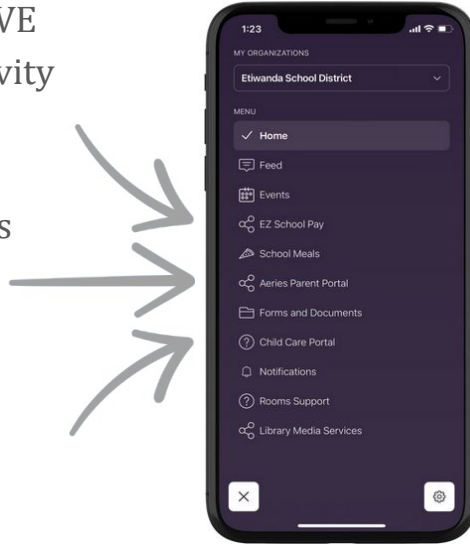 VE
vity
s
1:23
MY ORGANIZATIONS
Etiwanda School District
MENU
Home
Feed
Events
EZ School Pay
School Meals
Aeries Parent Portal
Forms and Documents
Child Care Portal
Notifications
Rooms Support
Library Media Services